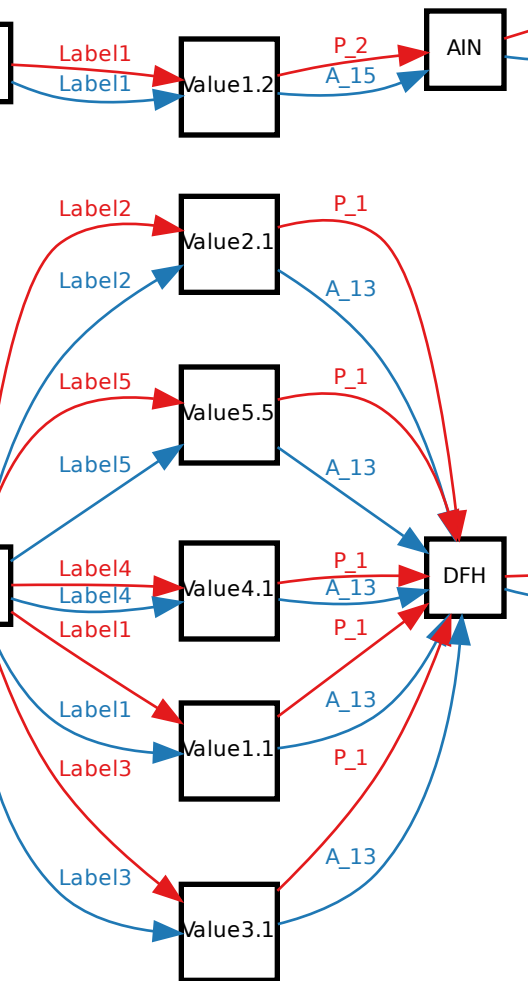 Label1
Label1
Value1.2
P_2
A_15
AIN
Label2
Label2
Value2.1
P_1
A_13
Label5
Label5
Value5.5
P_1
A_13
Label4
Label4
Value4.1
P_1
A_13
DFH
Label1
Label1
Value1.1
P_1
A_13
Label3
Label3
Value3.1
P_1
A_13